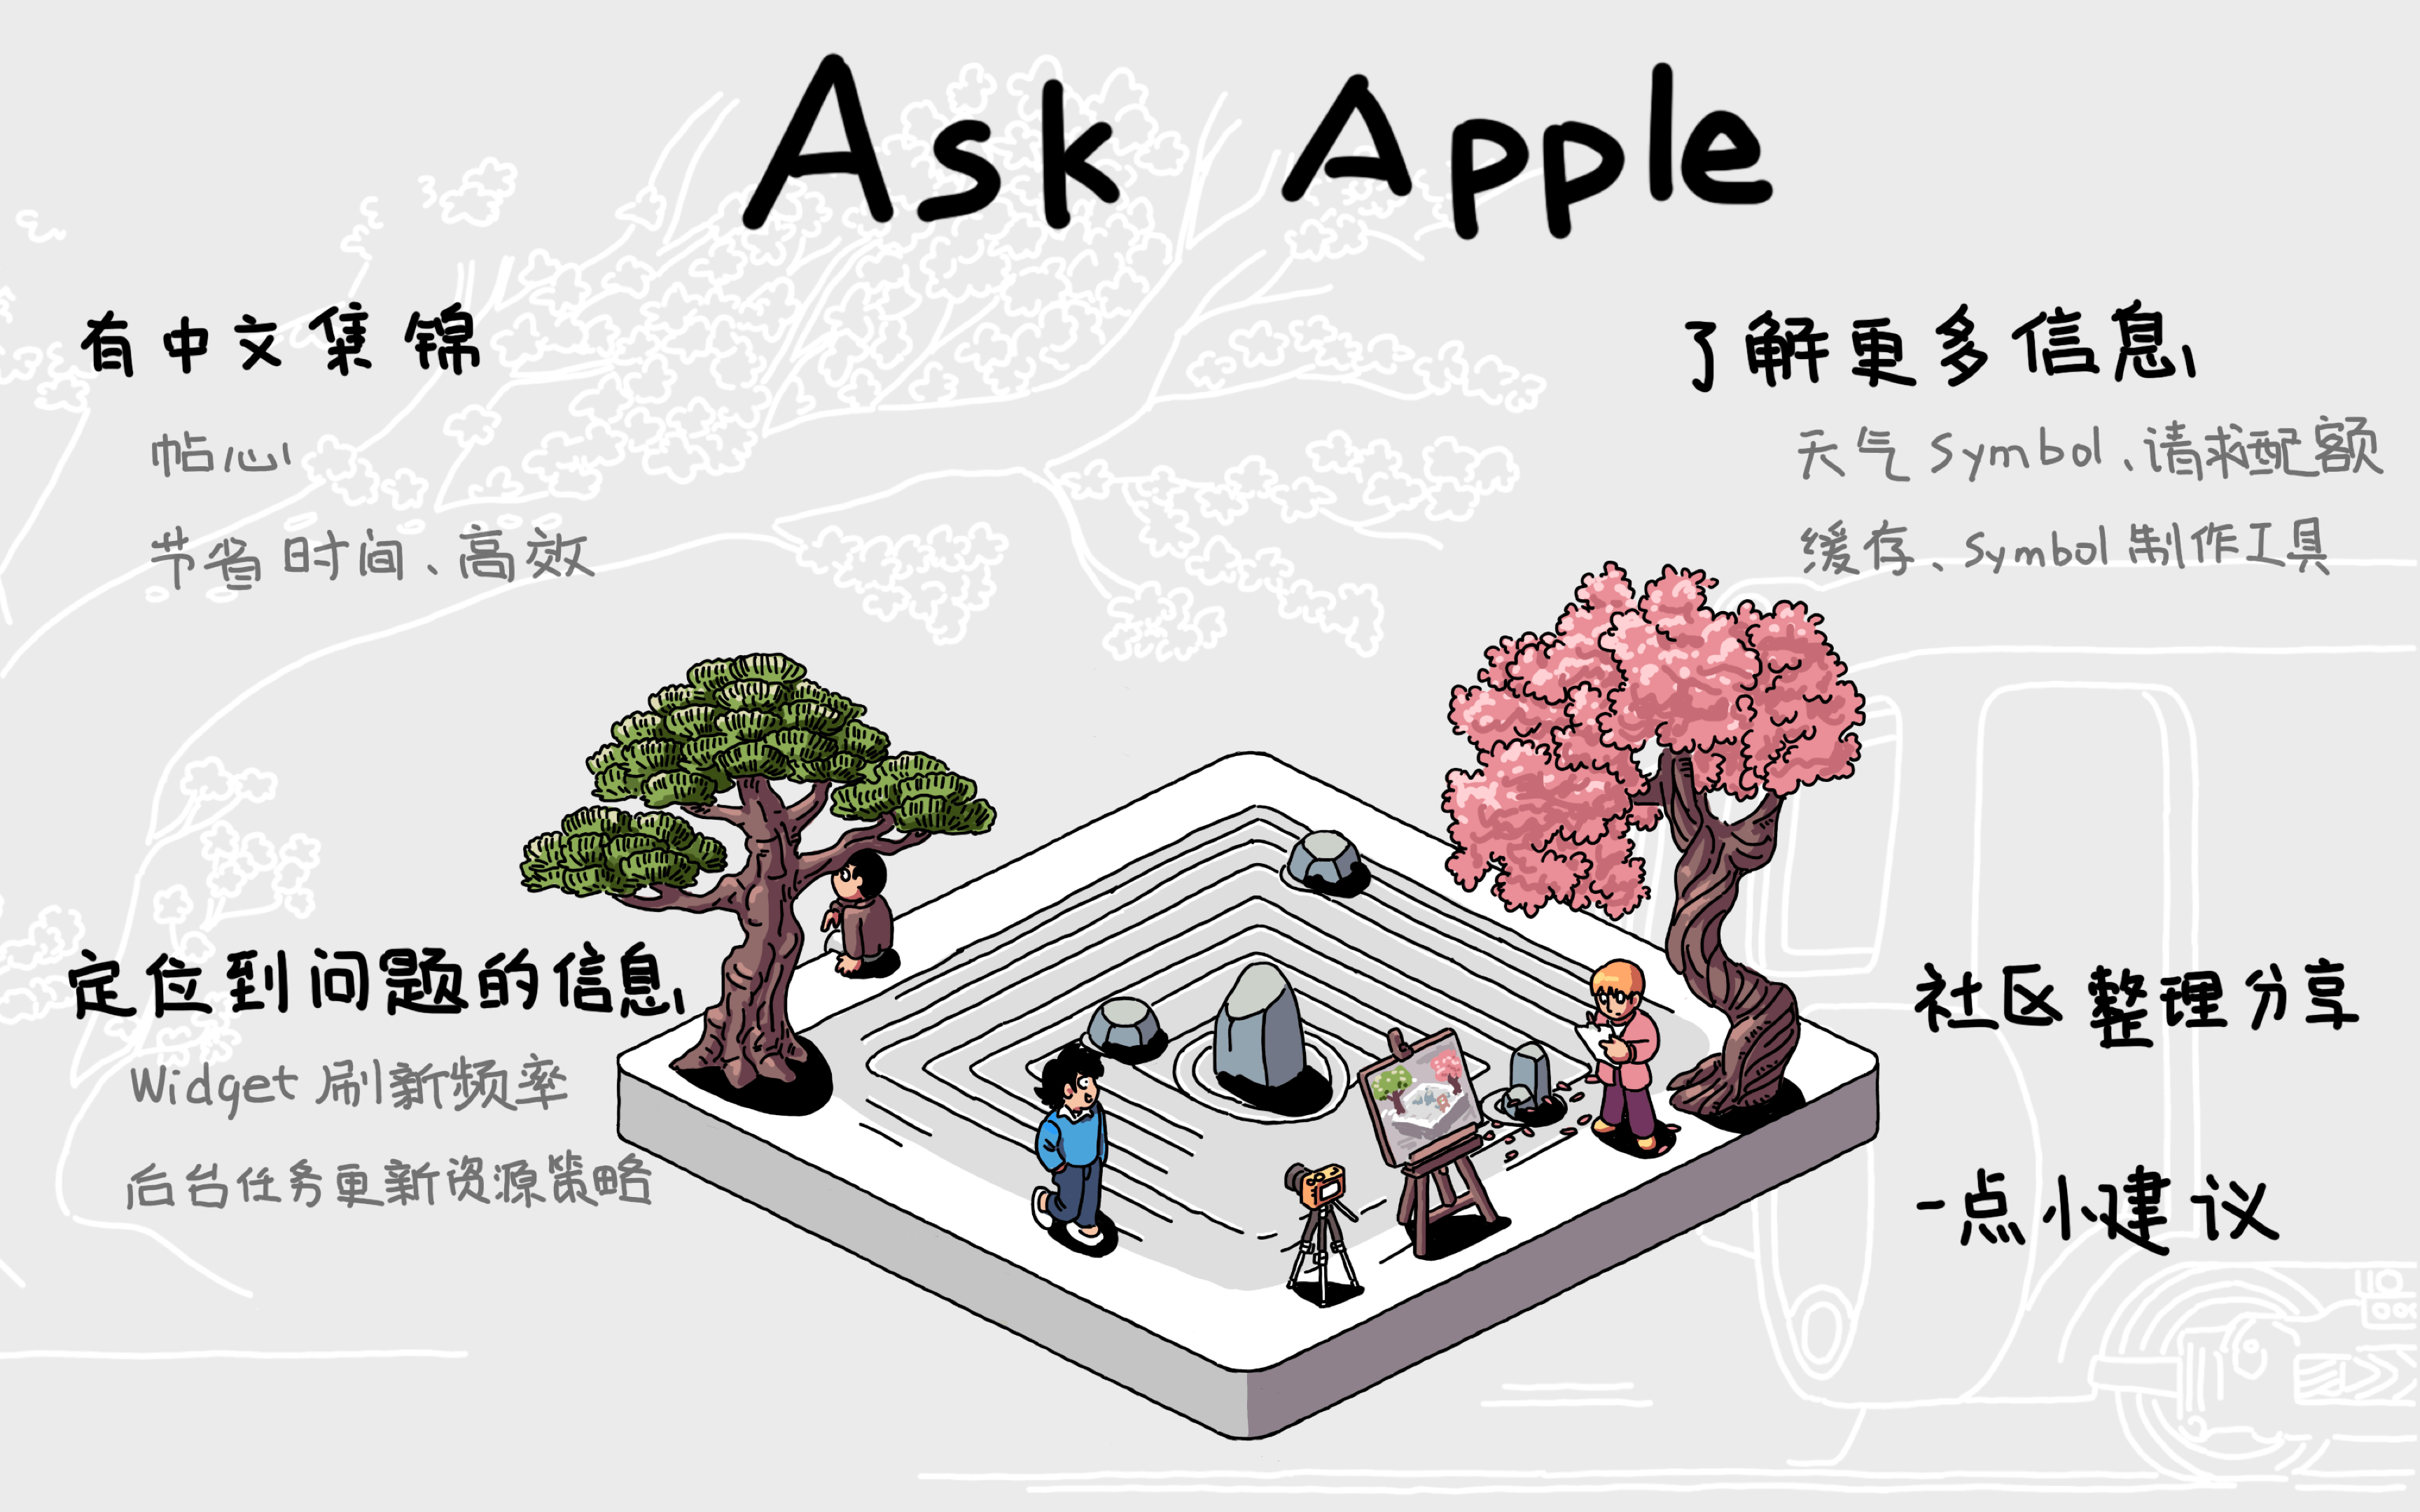 Ask Apple
有中文集锦
帖心
节省时间、高效
了解更多信息
天气 Symbol、请求配额
缓存、Symbol 制作工具
定位到问题的信息
Widget 刷新频率
后台任务更新资源策略
社区整理分享
一点小建议